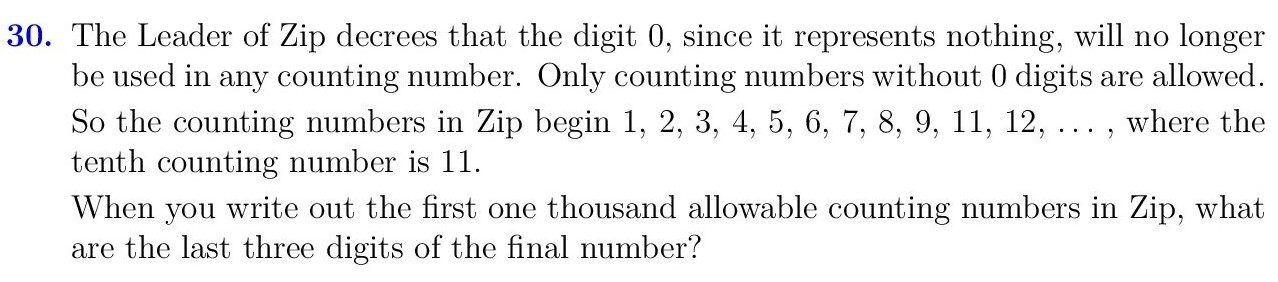 30. The Leader of Zip decrees that the digit 0, since it represents nothing, will no longer
be used in any counting number. Only counting numbers without 0 digits are allowed.
So the counting numbers in Zip begin 1, 2, 3, 4, 5, 6, 7, 8, 9, 11, 12, . . . , where the
tenth counting number is 11.
When you write out the first one thousand allowable counting numbers in Zip, what
are the last three digits of the final number?